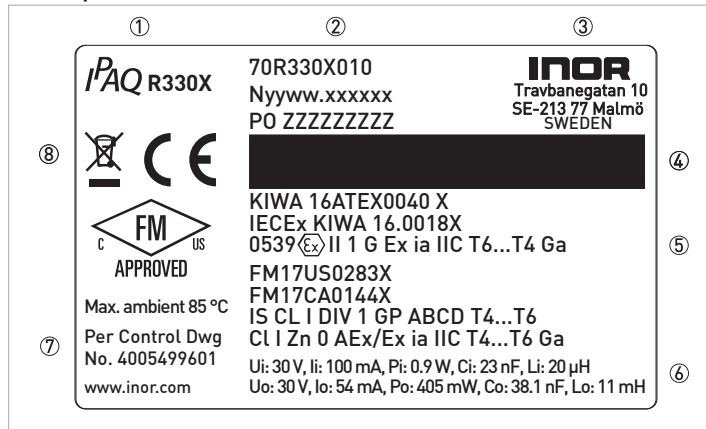 ① ② ③
IPAQ R330X
70R330X010
Nyyww.xxxxxx
PO ZZZZZZZZZ
INOR
Travbanegatan 10
SE-213 77 Malmö
SWEDEN
⑧
CE
④
C FM US
APPROVED
KIWA 16ATEX0040 X
IECEx KIWA 16.0018X
0539 Ex II 1 G Ex ia IIC T6...T4 Ga
⑤
FM17US0283X
FM17CA0144X
IS CL I DIV 1 GP ABCD T4...T6
Cl I Zn 0 AEx/Ex ia IIC T4...T6 Ga
Max. ambient 85 °C
⑦
Per Control Dwg
No. 4005499601
www.inor.com
Ui: 30 V, Ii: 100 mA, Pi: 0.9 W, Ci: 23 nF, Li: 20 µH
Uo: 30 V, Io: 54 mA, Po: 405 mW, Co: 38.1 nF, Lo: 11 mH
⑥